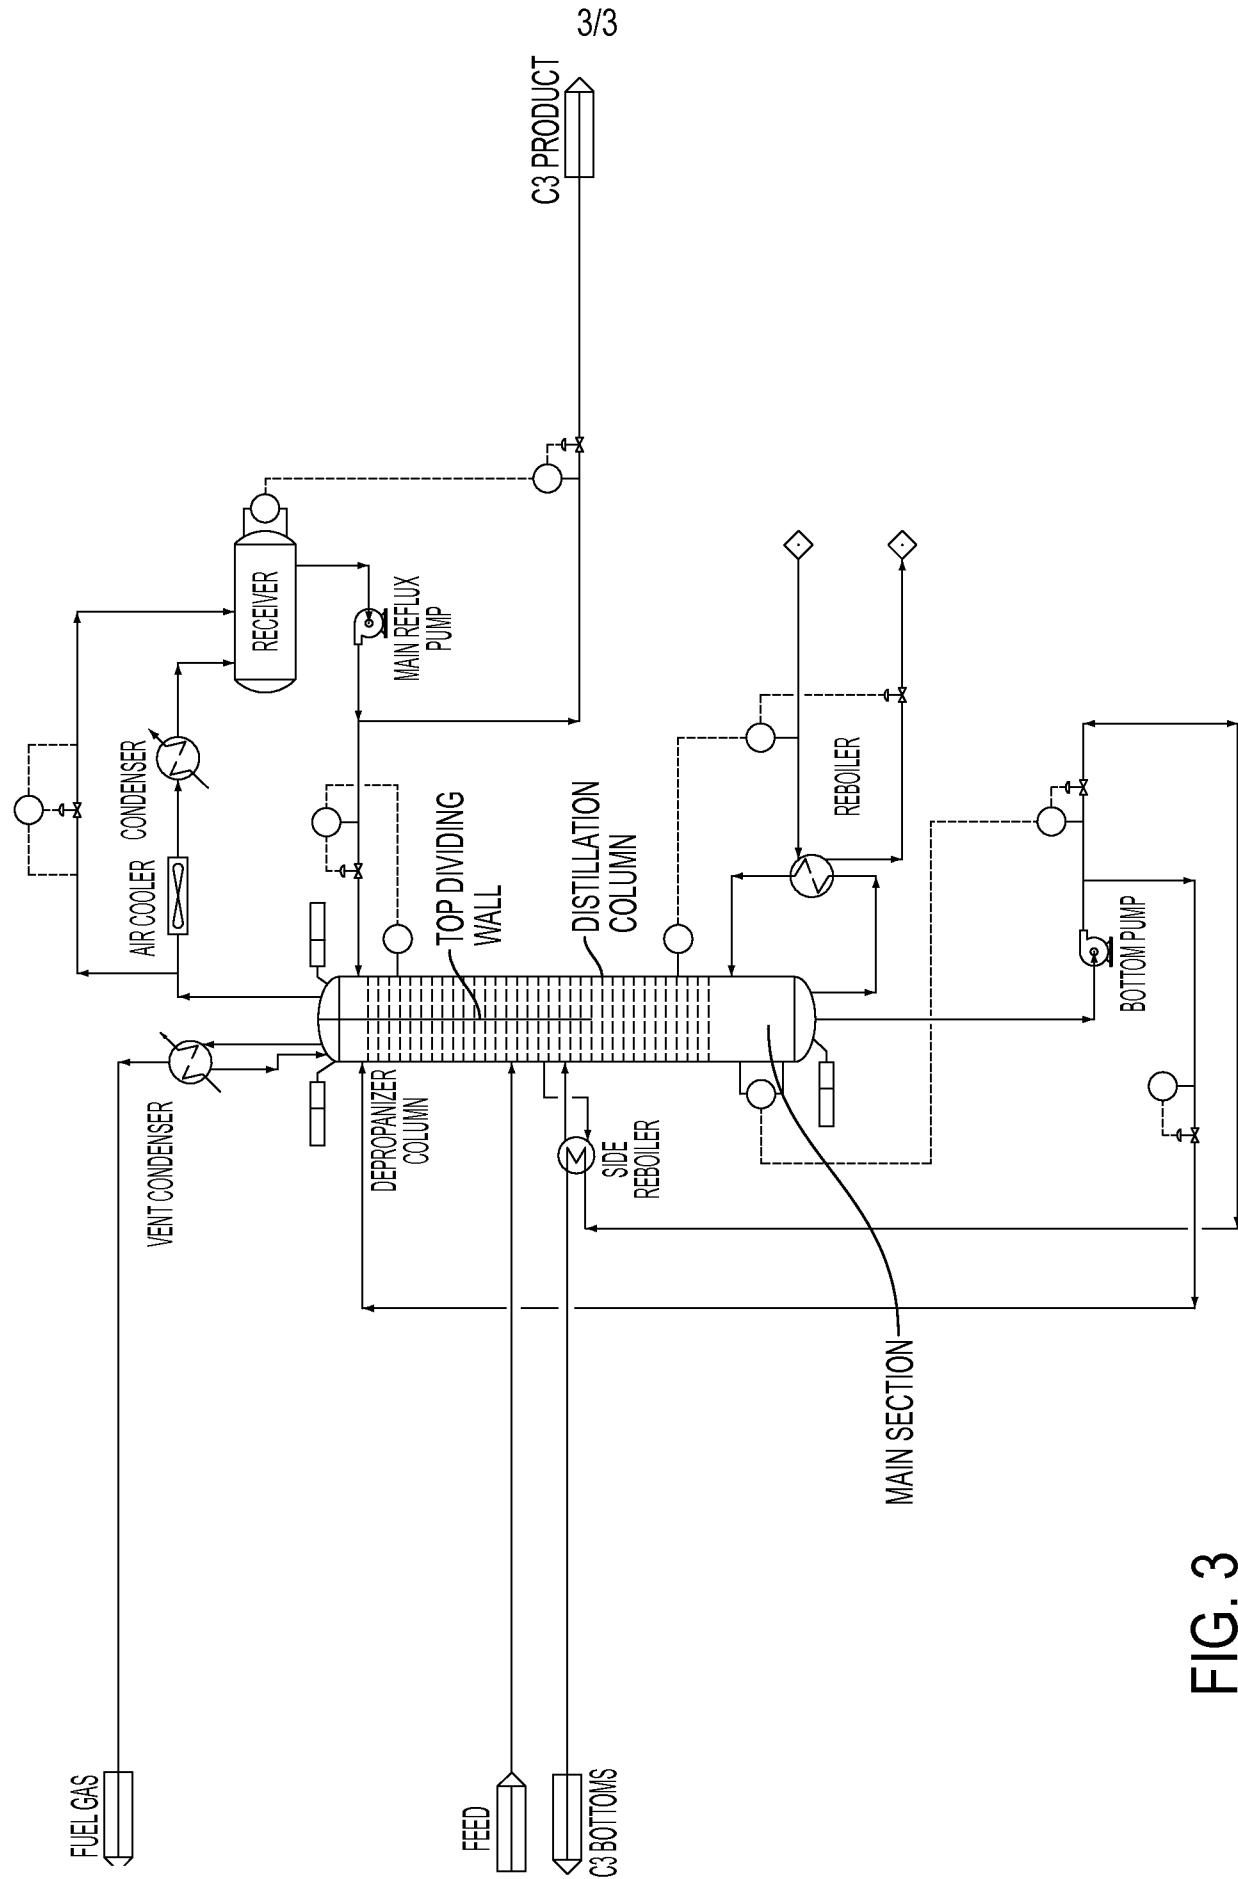 3/3
C3 PRODUCT
RECEIVER
MAIN REFLUX
PUMP
CONDENSER
AIR COOLER
TOP DIVIDING
WALL
DISTILLATION
COLUMN
REBOILER
BOTTOM PUMP
VENT CONDENSER
DEPROPANIZER
COLUMN
SIDE
REBOILER
MAIN SECTION
FUEL GAS
FEED
C3 BOTTOMS
FIG. 3